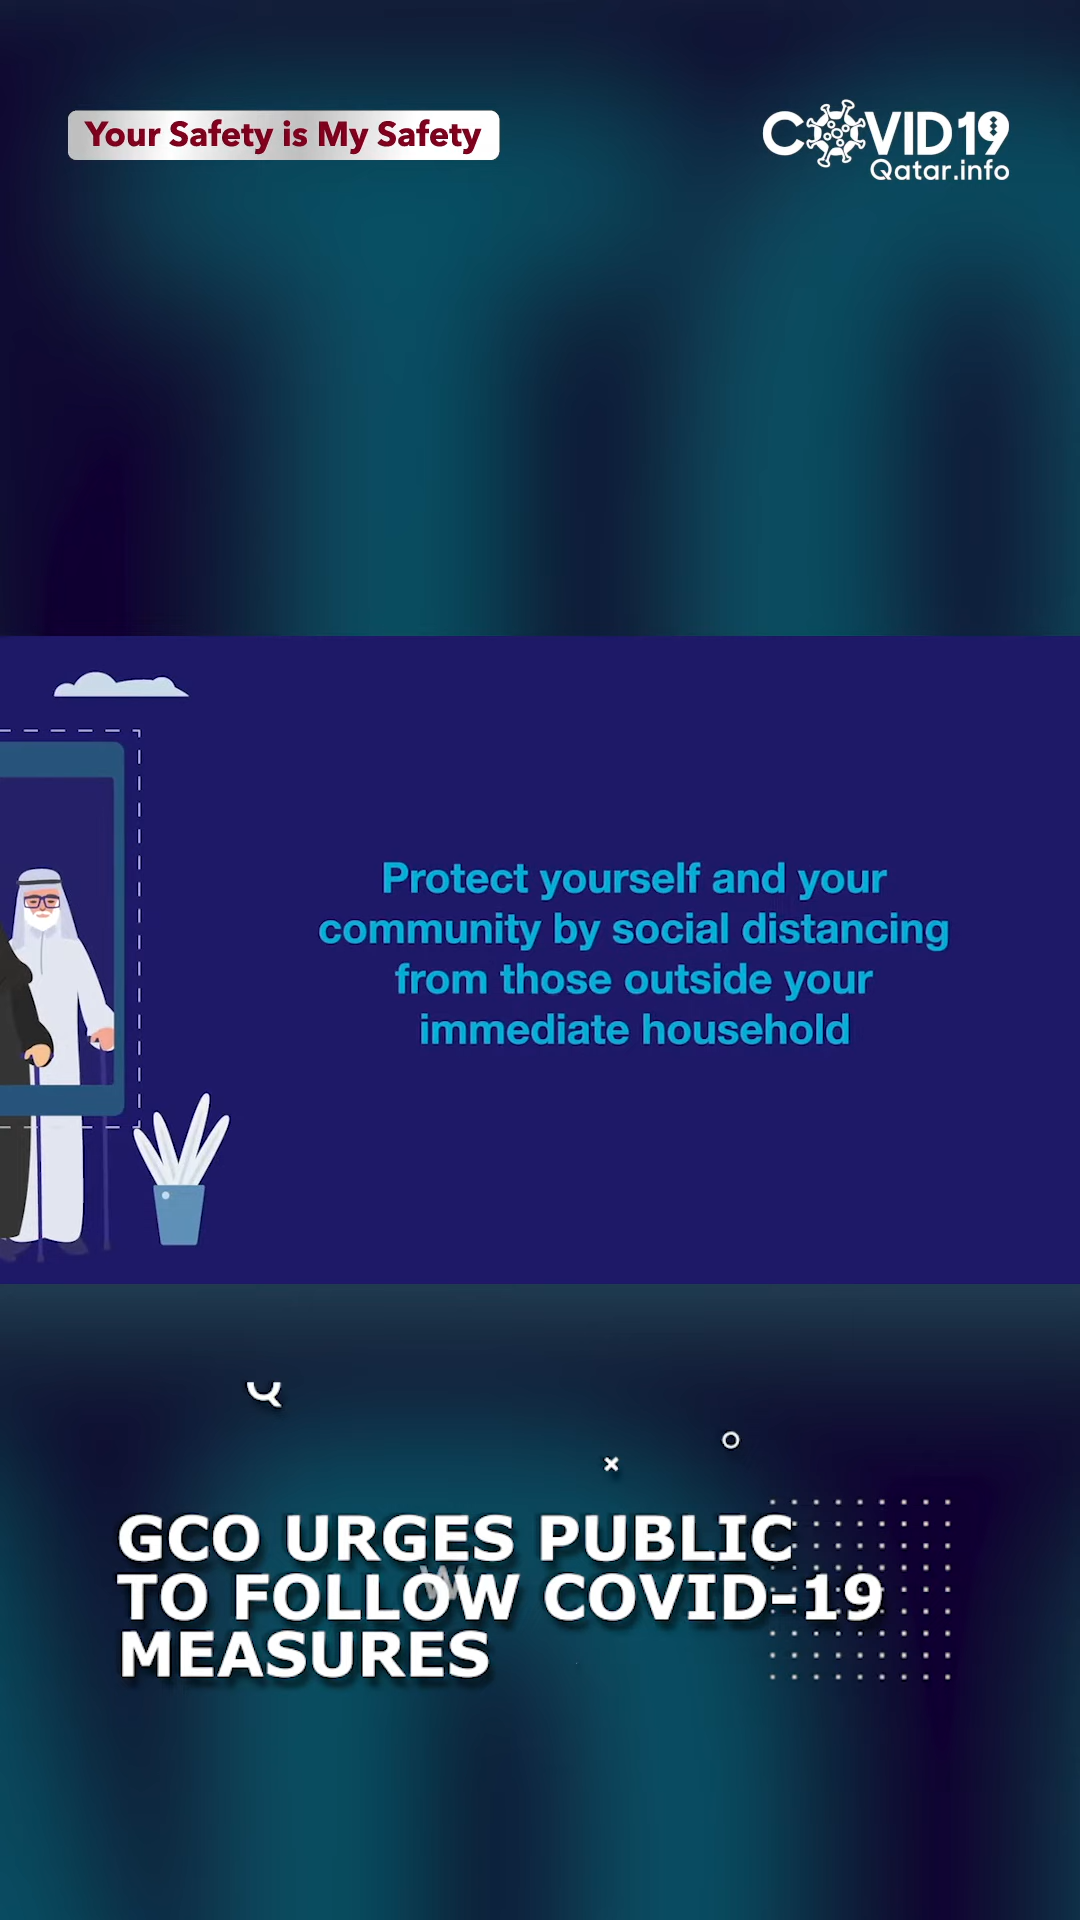 Your Safety is My Safety
COVID19
Qatar.info
Protect yourself and your
community by social distancing
from those outside your
immediate household
GCO URGES PUBLIC
TO FOLLOW COVID-19
MEASURES